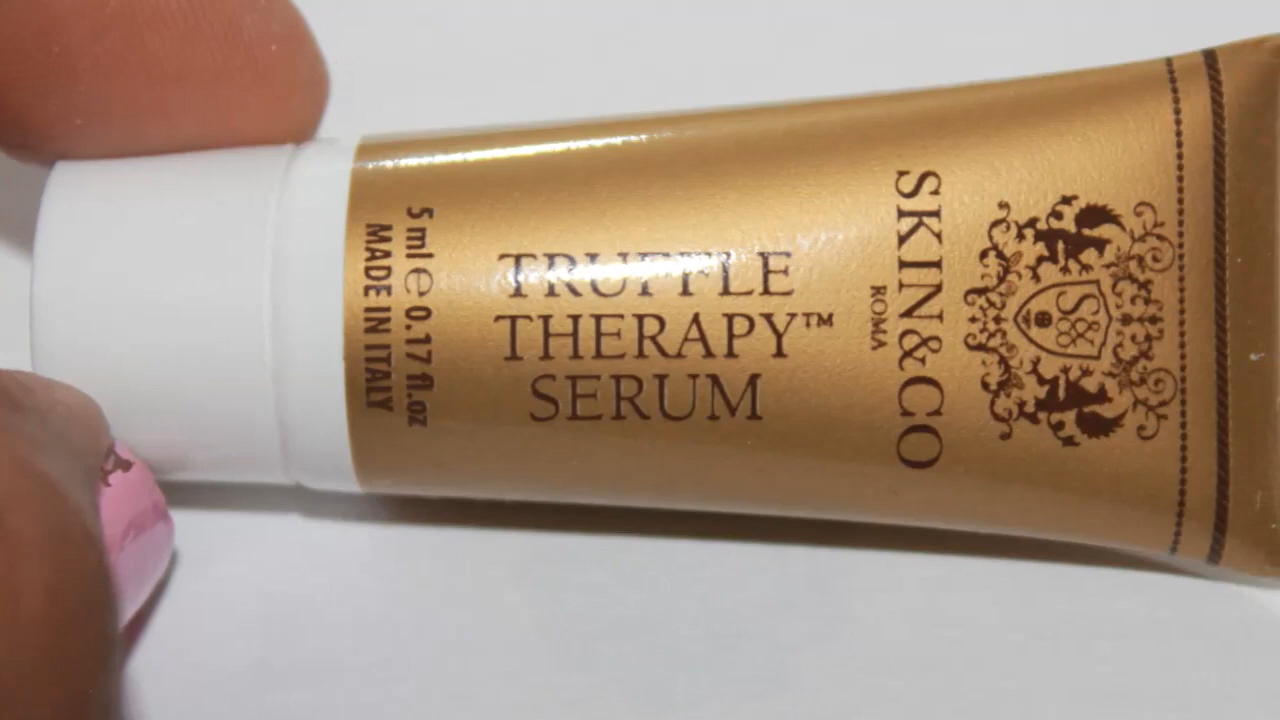 SKIN&CO
ROMA
TRUFFLE
THERAPY™
SERUM
5 ml e 0.17 fl.oz
MADE IN ITALY
S&